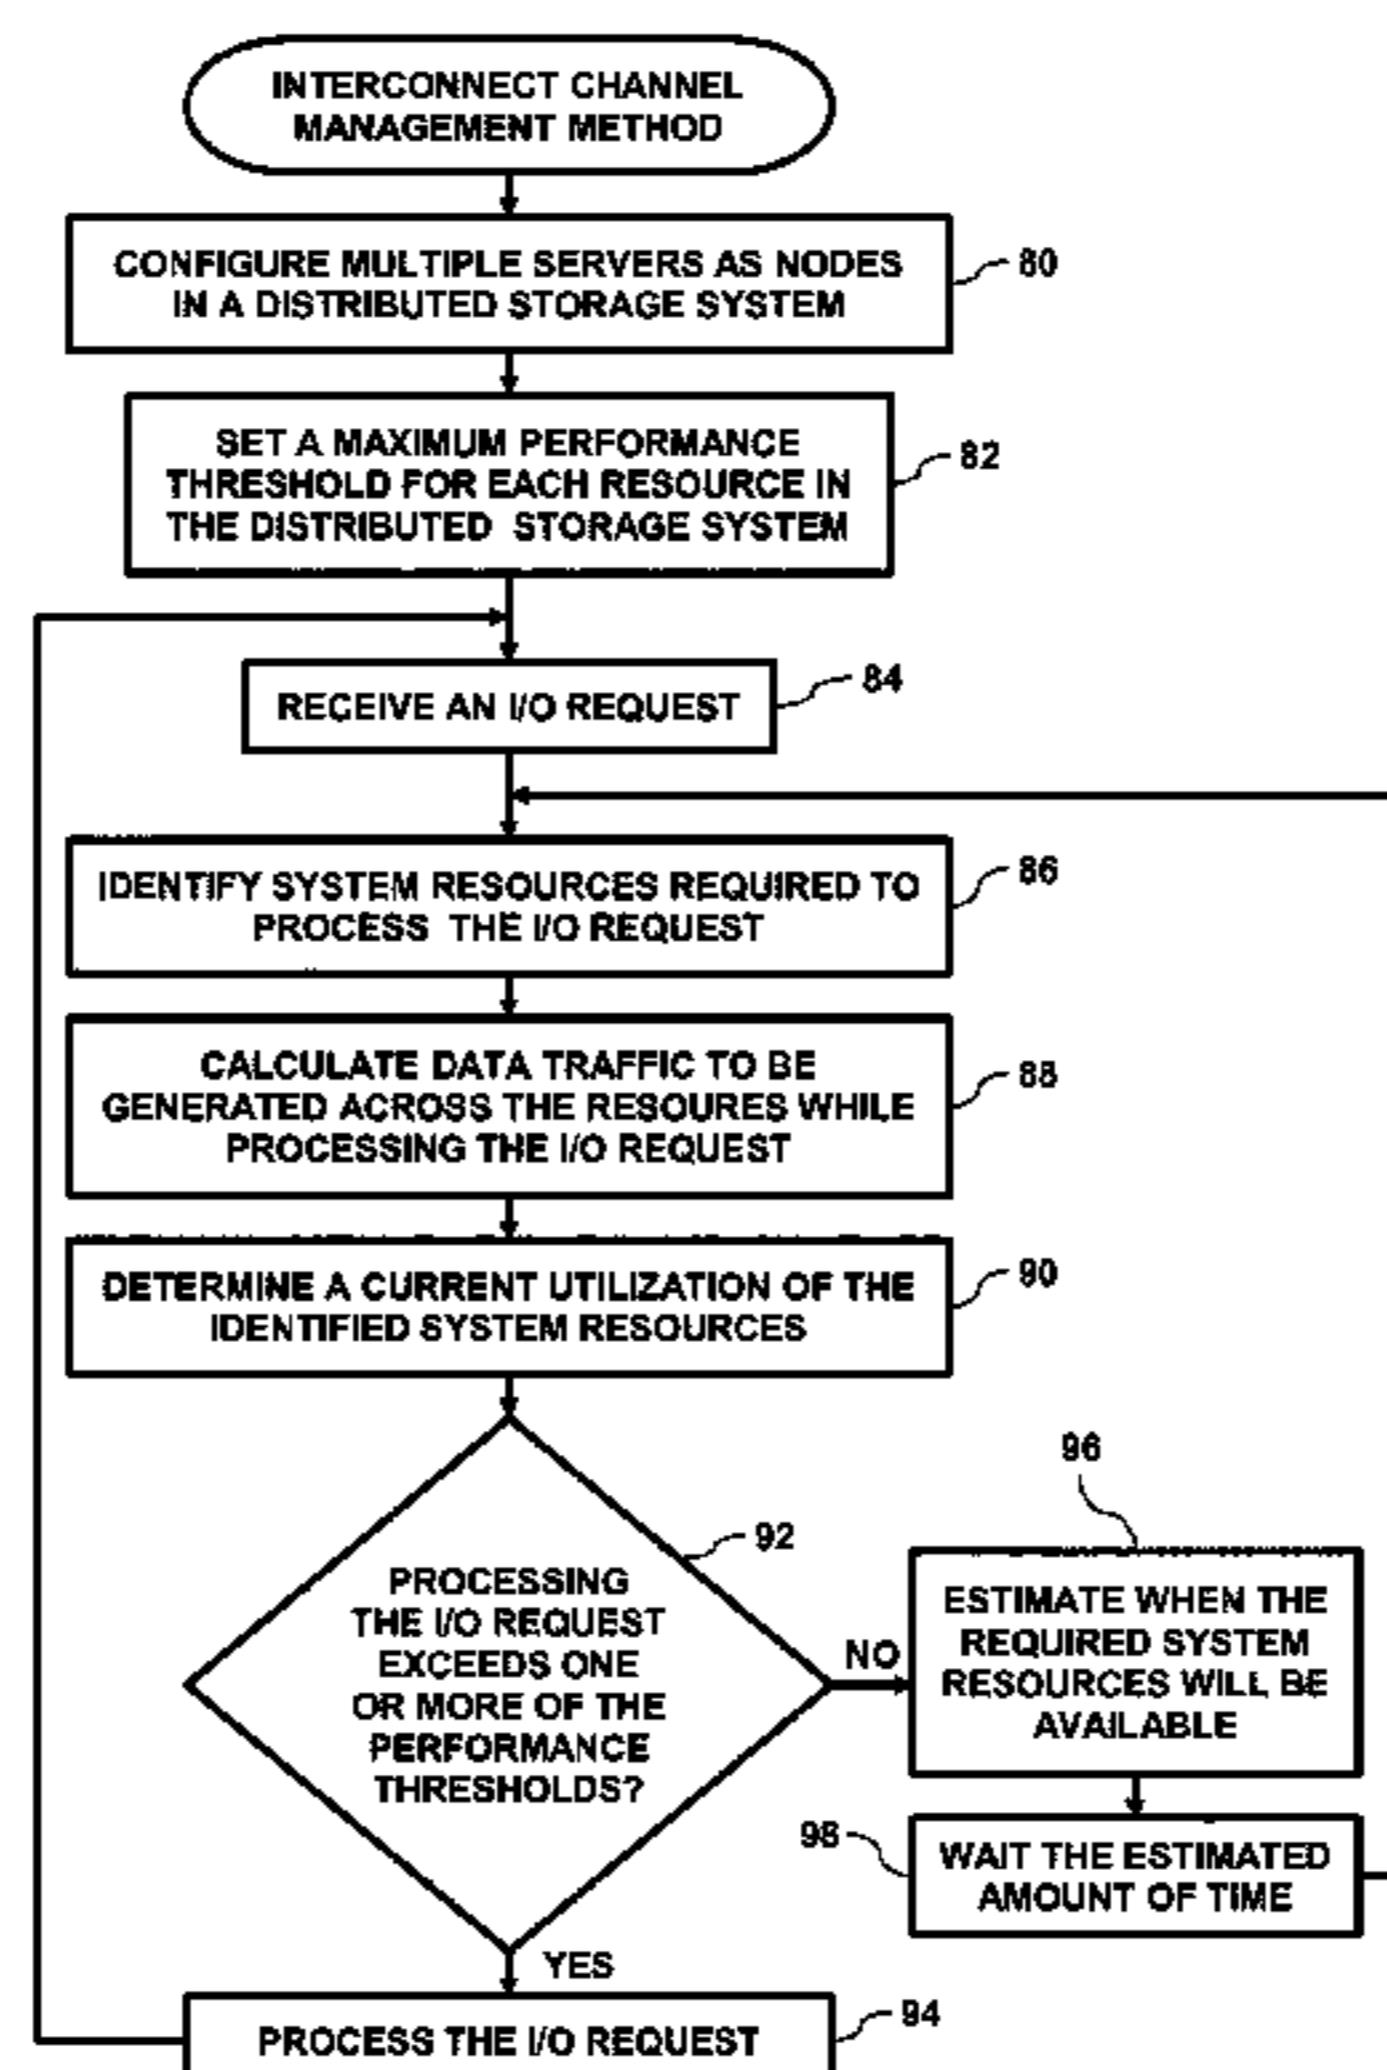 INTERCONNECT CHANNEL
MANAGEMENT METHOD
CONFIGURE MULTIPLE SERVERS AS NODES
IN A DISTRIBUTED STORAGE SYSTEM
80
SET A MAXIMUM PERFORMANCE
THRESHOLD FOR EACH RESOURCE IN
THE DISTRIBUTED STORAGE SYSTEM
82
RECEIVE AN I/O REQUEST
84
IDENTIFY SYSTEM RESOURCES REQUIRED TO
PROCESS THE I/O REQUEST
86
CALCULATE DATA TRAFFIC TO BE
GENERATED ACROSS THE RESOURES WHILE
PROCESSING THE I/O REQUEST
88
DETERMINE A CURRENT UTILIZATION OF THE
IDENTIFIED SYSTEM RESOURCES
90
PROCESSING
THE I/O REQUEST
EXCEEDS ONE
OR MORE OF THE
PERFORMANCE
THRESHOLDS?
92
NO
96
ESTIMATE WHEN THE
REQUIRED SYSTEM
RESOURCES WILL BE
AVAILABLE
98
WAIT THE ESTIMATED
AMOUNT OF TIME
YES
PROCESS THE I/O REQUEST
94